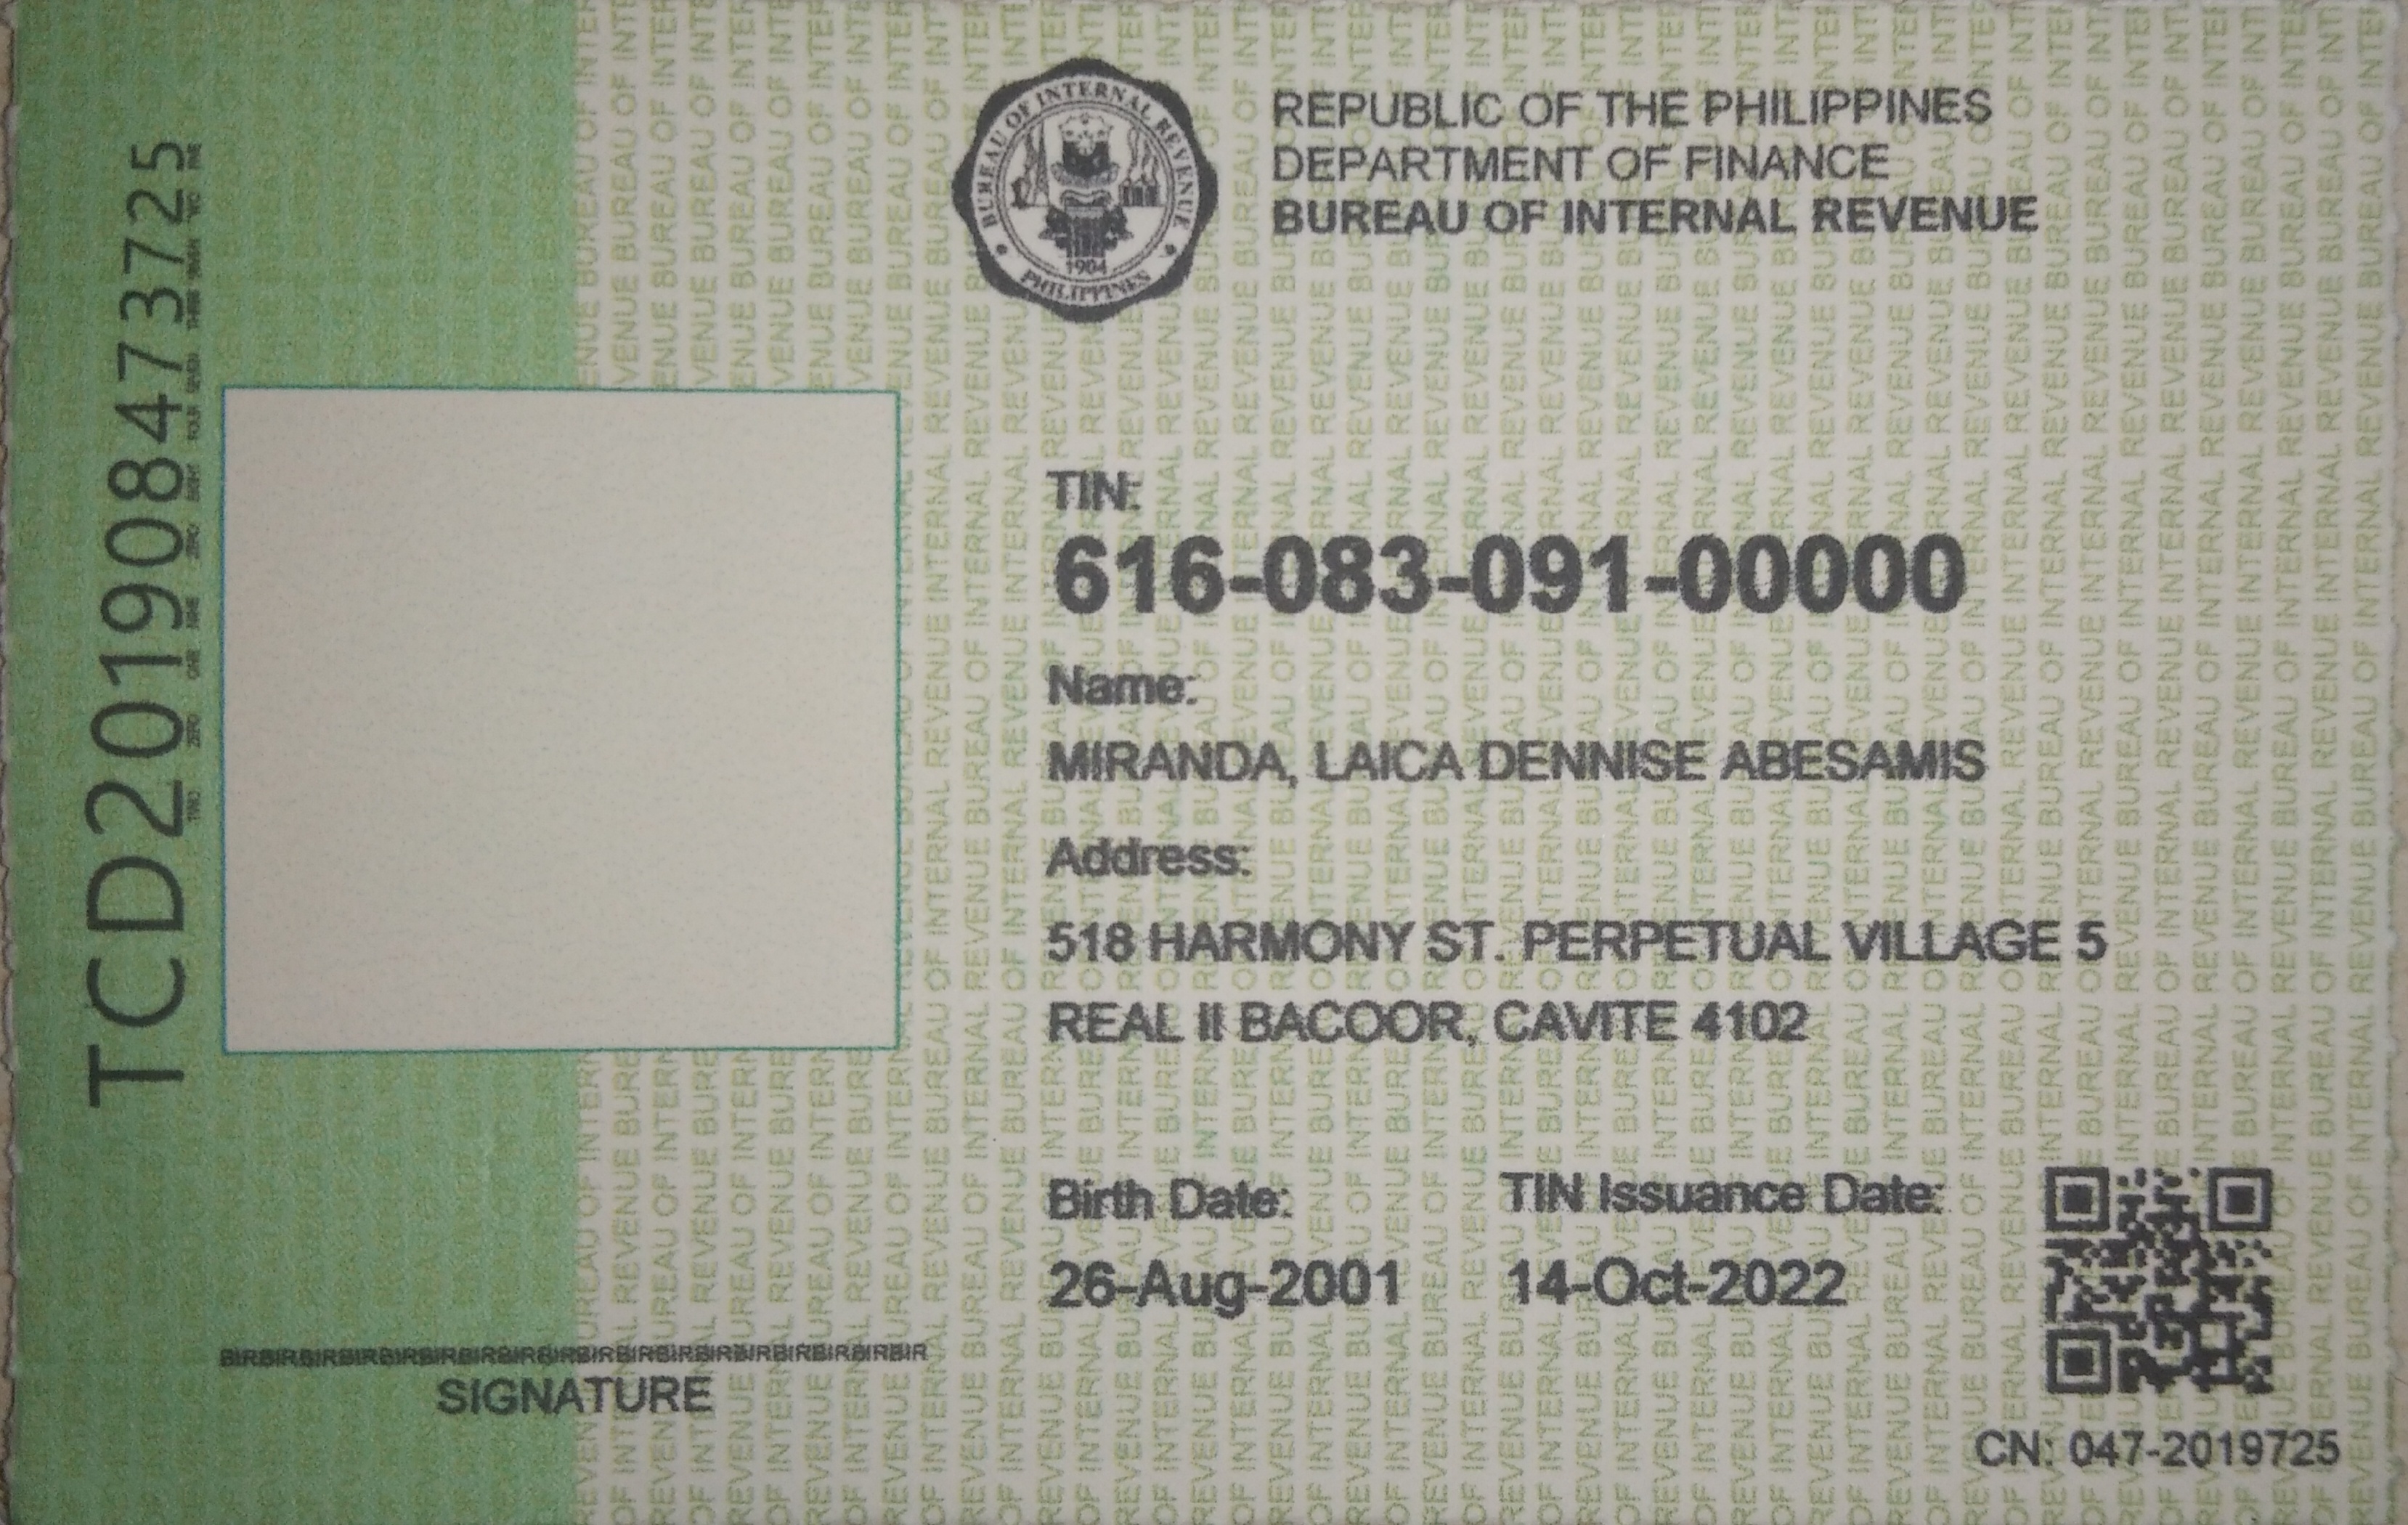 TCD20190847373725
BUREAU OF INTERNAL REVENUE
1904
PHILIPPINES
REPUBLIC OF THE PHILIPPINES
DEPARTMENT OF FINANCE
BUREAU OF INTERNAL REVENUE
TIN:
616-083-091-00000
Name:
MIRANDA, LAICA DENNISE ABESAMIS
Address:
518 HARMONY ST. PERPETUAL VILLAGE 5
REAL II BACOOR, CAVITE 4102
Birth Date:
TIN Issuance Date:
26-Aug-2001
14-Oct-2022
BIRBIRBIRBIRBIRBIRBIRBIRBIRBIRBIRBIRBIRBIRBIRBIRBIRBIR
SIGNATURE
CN: 047-2019725